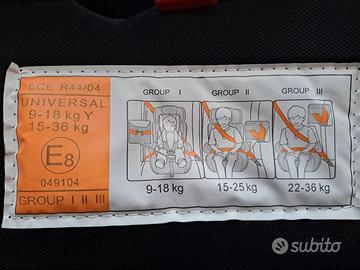 ECE R44/04
UNIVERSAL
9-18 kg Y
15-36 kg
E8
049104
GROUP I II III
GROUP I
GROUP II
GROUP III
9-18 kg
15-25 kg
22-36 kg
subito